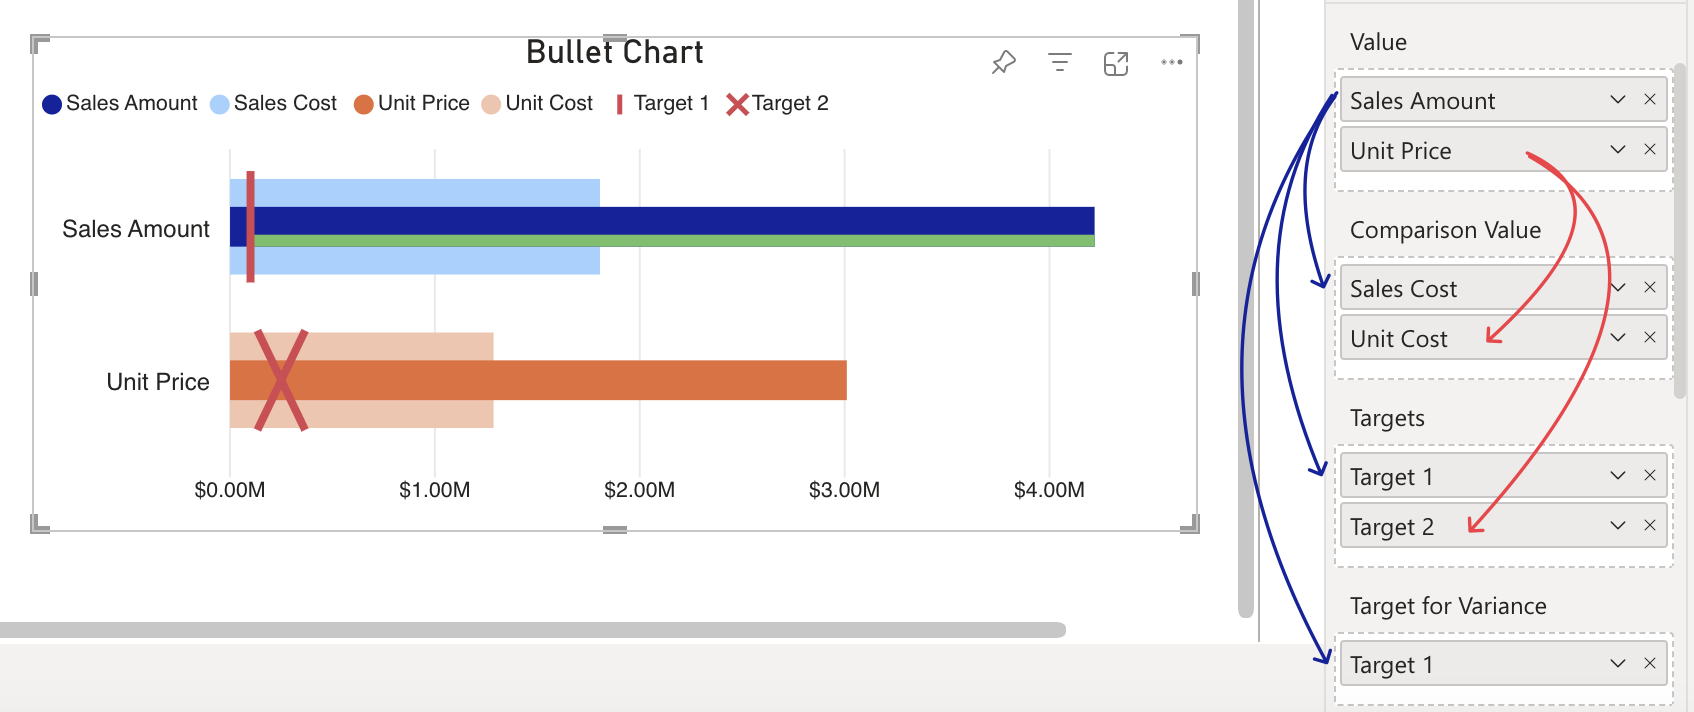 Bullet Chart
Sales Amount Sales Cost Unit Price Unit Cost Target 1 Target 2
Sales Amount
Unit Price
$0.00M $1.00M $2.00M $3.00M $4.00M
Value
Sales Amount
Unit Price
Comparison Value
Sales Cost
Unit Cost
Targets
Target 1
Target 2
Target for Variance
Target 1